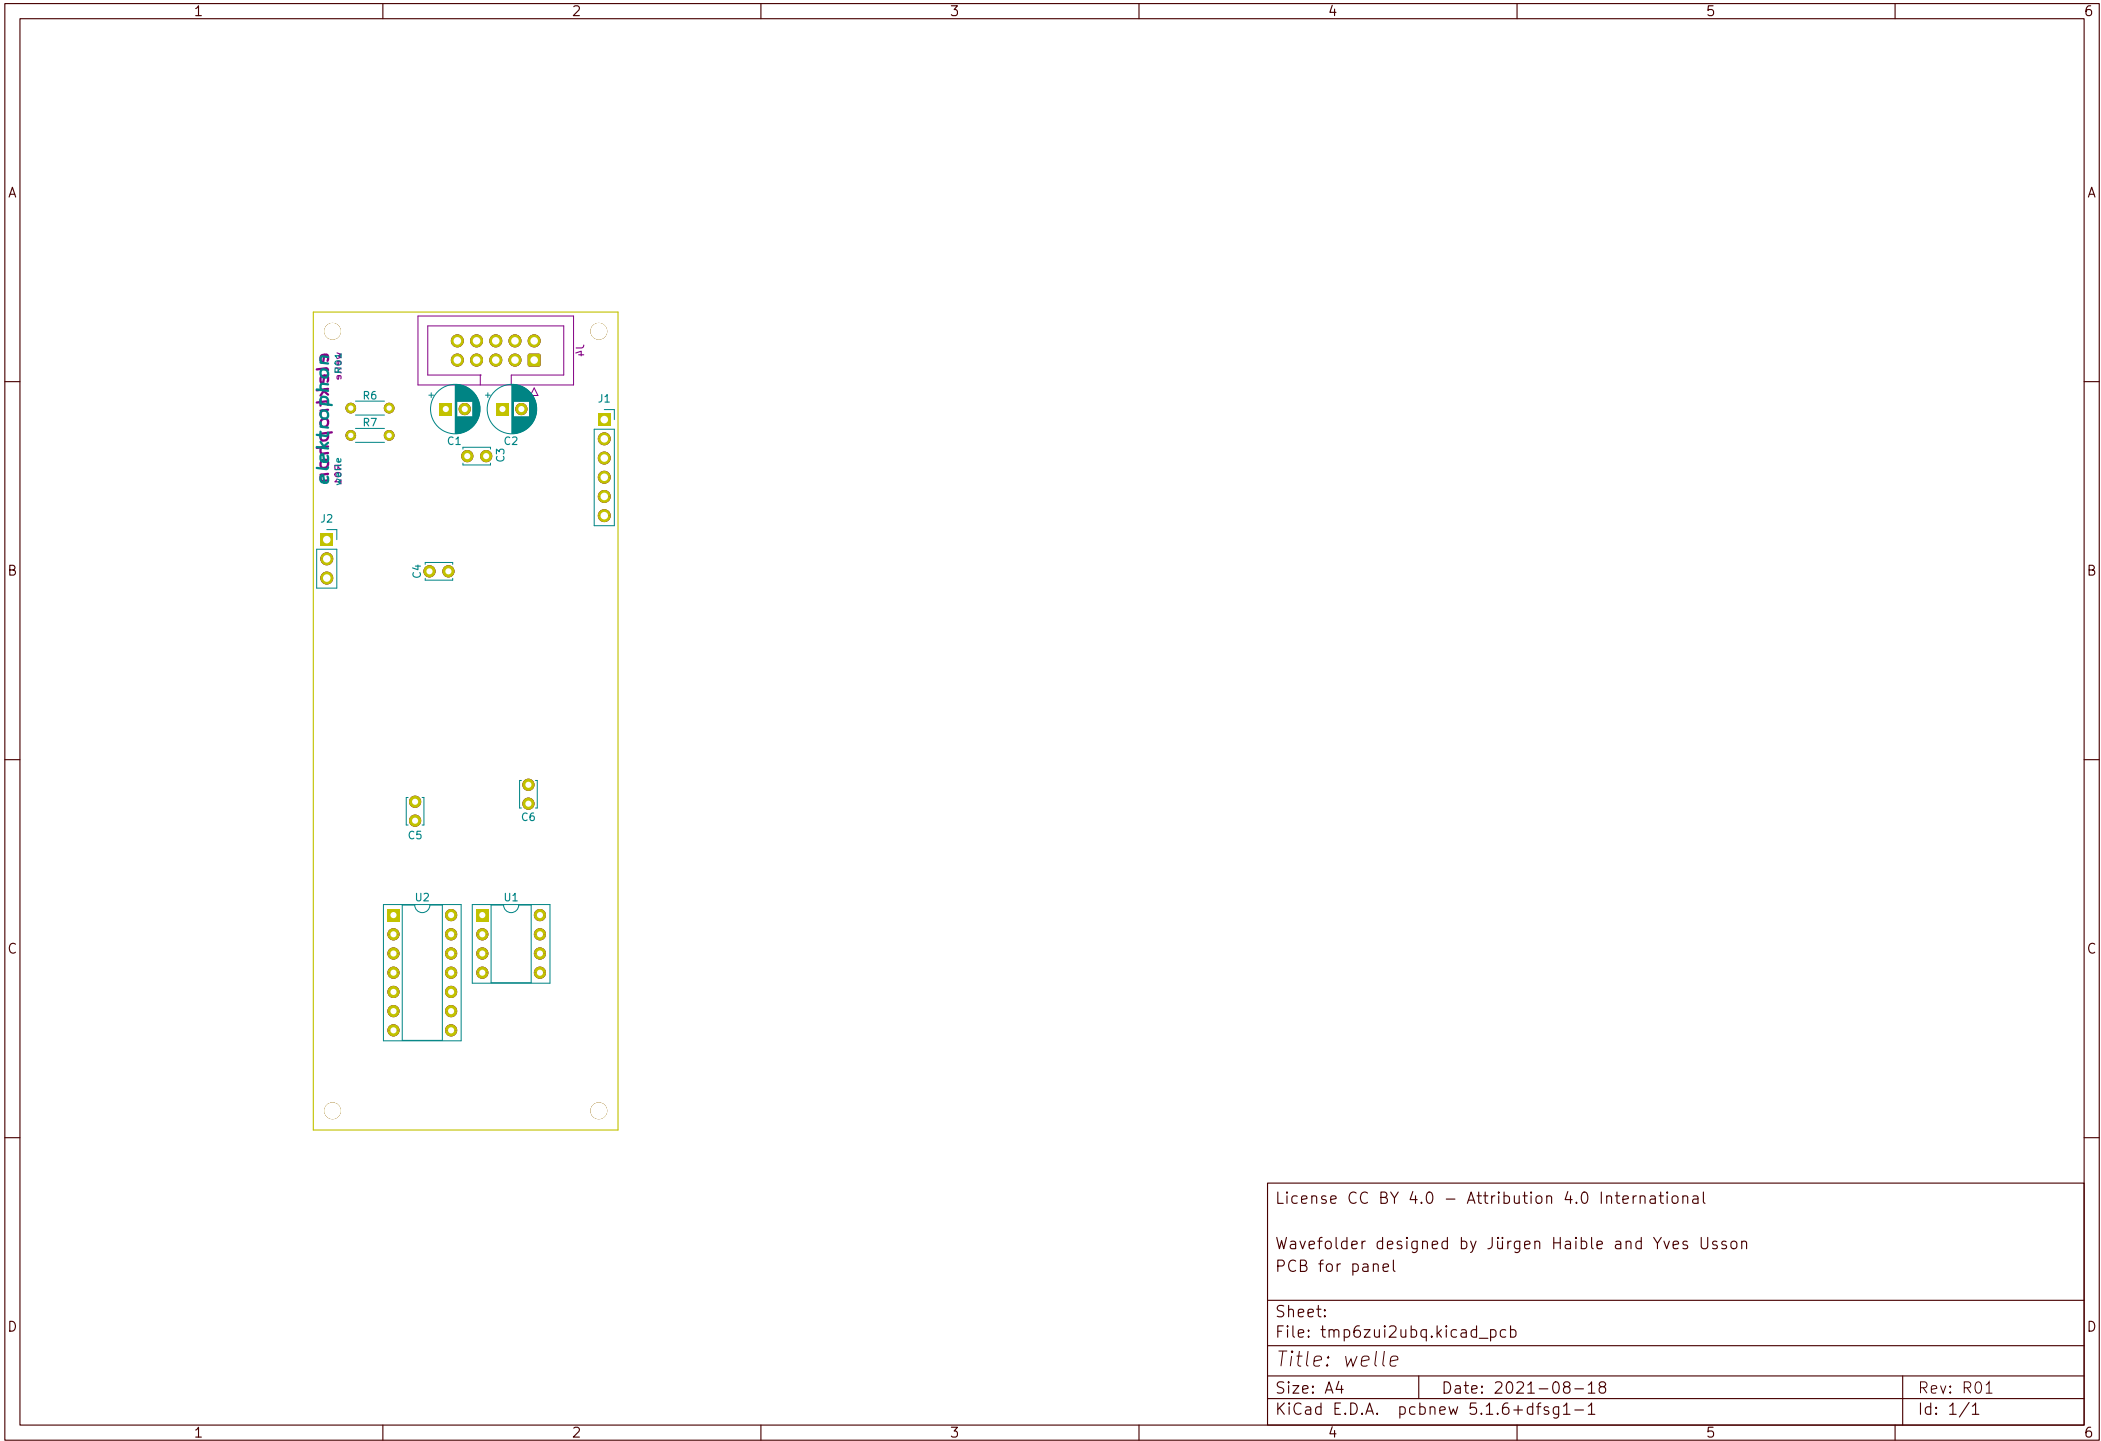 1 2 3 4 5 6
A A
J4
R6
J1
R7
+ +
C1 C2
C3
J2
B B
C4
C6
C5
U2 U1
C C
License CC BY 4.0 - Attribution 4.0 International
Wavefolder designed by Jürgen Haible and Yves Usson
PCB for panel
Sheet:
File: tmp6zui2ubq.kicad_pcb
D D
Title: welle
Size: A4 Date: 2021-08-18 Rev: R01
KiCad E.D.A. pcbnew 5.1.6+dfsg1-1 Id: 1/1
1 2 3 4 5 6